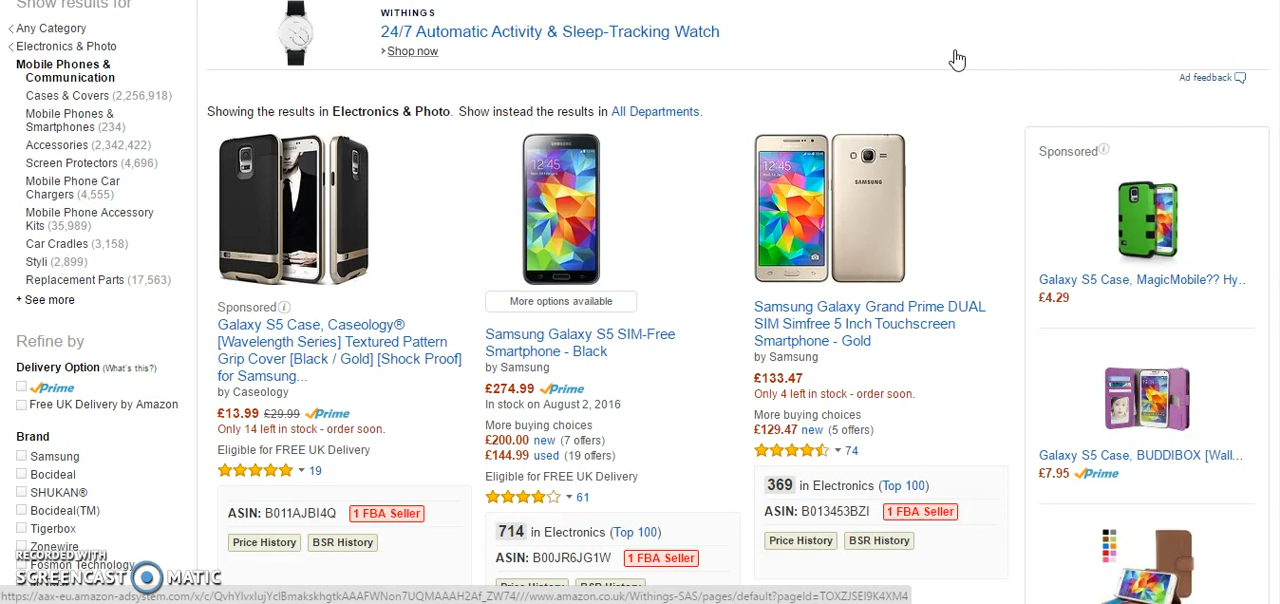 Show results for
Any Category
Electronics & Photo
Mobile Phones &
Communication
Cases & Covers (2,256,918)
Mobile Phones &
Smartphones (234)
Accessories (2,342,422)
Screen Protectors (4,696)
Mobile Phone Car
Chargers (4,555)
Mobile Phone Accessory
Kits (35,989)
Car Cradles (3,158)
Styli (2,899)
Replacement Parts (17,563)
+ See more
Refine by
Delivery Option (What's this?)
Prime
Free UK Delivery by Amazon
Brand
Samsung
Bocideal
SHUKAN®
Bocideal(TM)
Tigerbox
Zonewire
Fosmon Technology
RECORDED WITH
SCREENCAST MATIC
WITHINGS
24/7 Automatic Activity & Sleep-Tracking Watch
Shop now
Ad feedback
Showing the results in Electronics & Photo. Show instead the results in All Departments.
Sponsored
Galaxy S5 Case, Caseology®
[Wavelength Series] Textured Pattern
Grip Cover [Black / Gold] [Shock Proof]
for Samsung...
by Caseology
£13.99 £29.99 Prime
Only 14 left in stock - order soon.
Eligible for FREE UK Delivery
19
ASIN: B011AJBI4Q 1 FBA Seller
Price History BSR History
SAMSUNG
12:45
More options available
Samsung Galaxy S5 SIM-Free
Smartphone - Black
by Samsung
£274.99 Prime
In stock on August 2, 2016
More buying choices
£200.00 new (7 offers)
£144.99 used (19 offers)
Eligible for FREE UK Delivery
61
714 in Electronics (Top 100)
ASIN: B00JR6JG1W 1 FBA Seller
Price History BSR History
12:45
SAMSUNG
Samsung Galaxy Grand Prime DUAL
SIM Simfree 5 Inch Touchscreen
Smartphone - Gold
by Samsung
£133.47
Only 4 left in stock - order soon.
More buying choices
£129.47 new (5 offers)
74
369 in Electronics (Top 100)
ASIN: B013453BZI 1 FBA Seller
Price History BSR History
Sponsored
Galaxy S5 Case, MagicMobile?? Hy...
£4.29
Galaxy S5 Case, BUDDIBOX [Wall...
£7.95 Prime